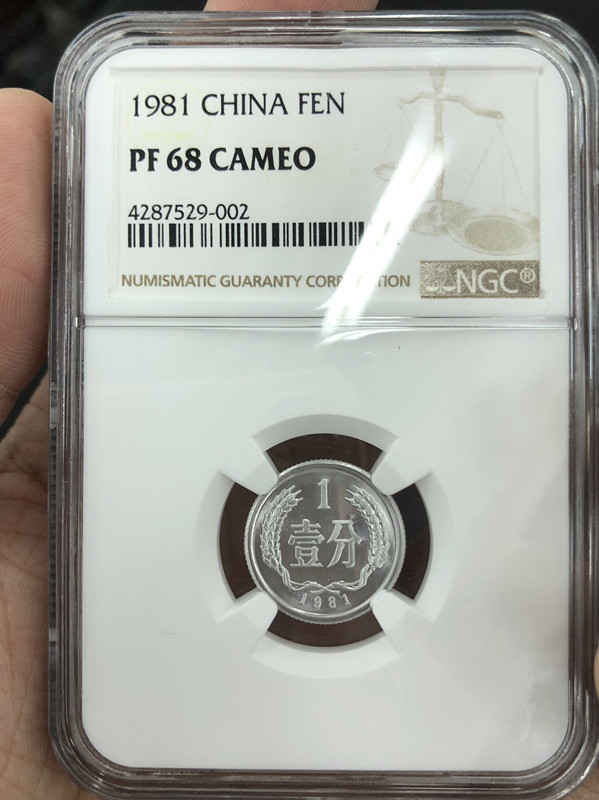 1981 CHINA FEN
PF 68 CAMEO
4287529-002
NUMISMATIC GUARANTY CORPORATION
NGC®
1
壹分
1981